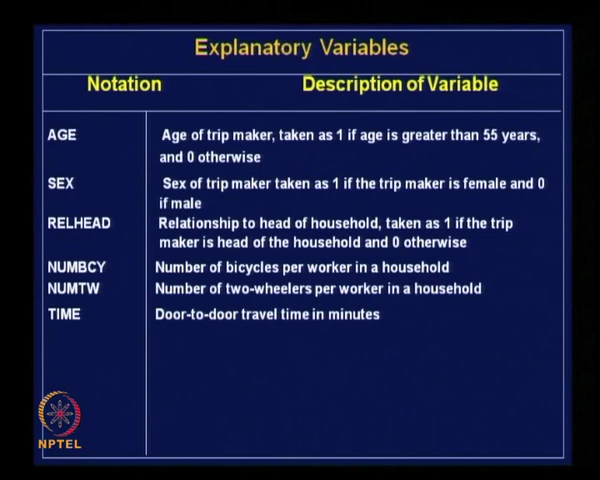 Explanatory Variables
Notation Description of Variable
AGE Age of trip maker, taken as 1 if age is greater than 55 years,
and 0 otherwise
SEX Sex of trip maker taken as 1 if the trip maker is female and 0
if male
RELHEAD Relationship to head of household, taken as 1 if the trip
maker is head of the household and 0 otherwise
NUMBCY Number of bicycles per worker in a household
NUMTW Number of two-wheelers per worker in a household
TIME Door-to-door travel time in minutes
NPTEL